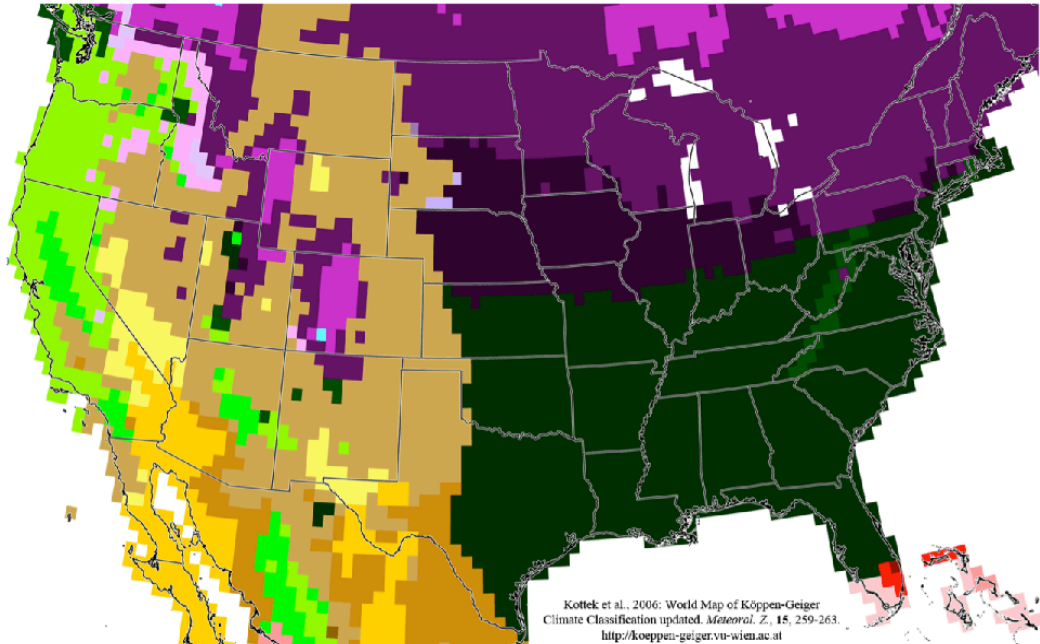 Kottek et al., 2006: World Map of Köppen-Geiger
Climate Classification updated. Meteorol. Z., 15, 259-263.
http://koeppen-geiger.vu-wien.ac.at